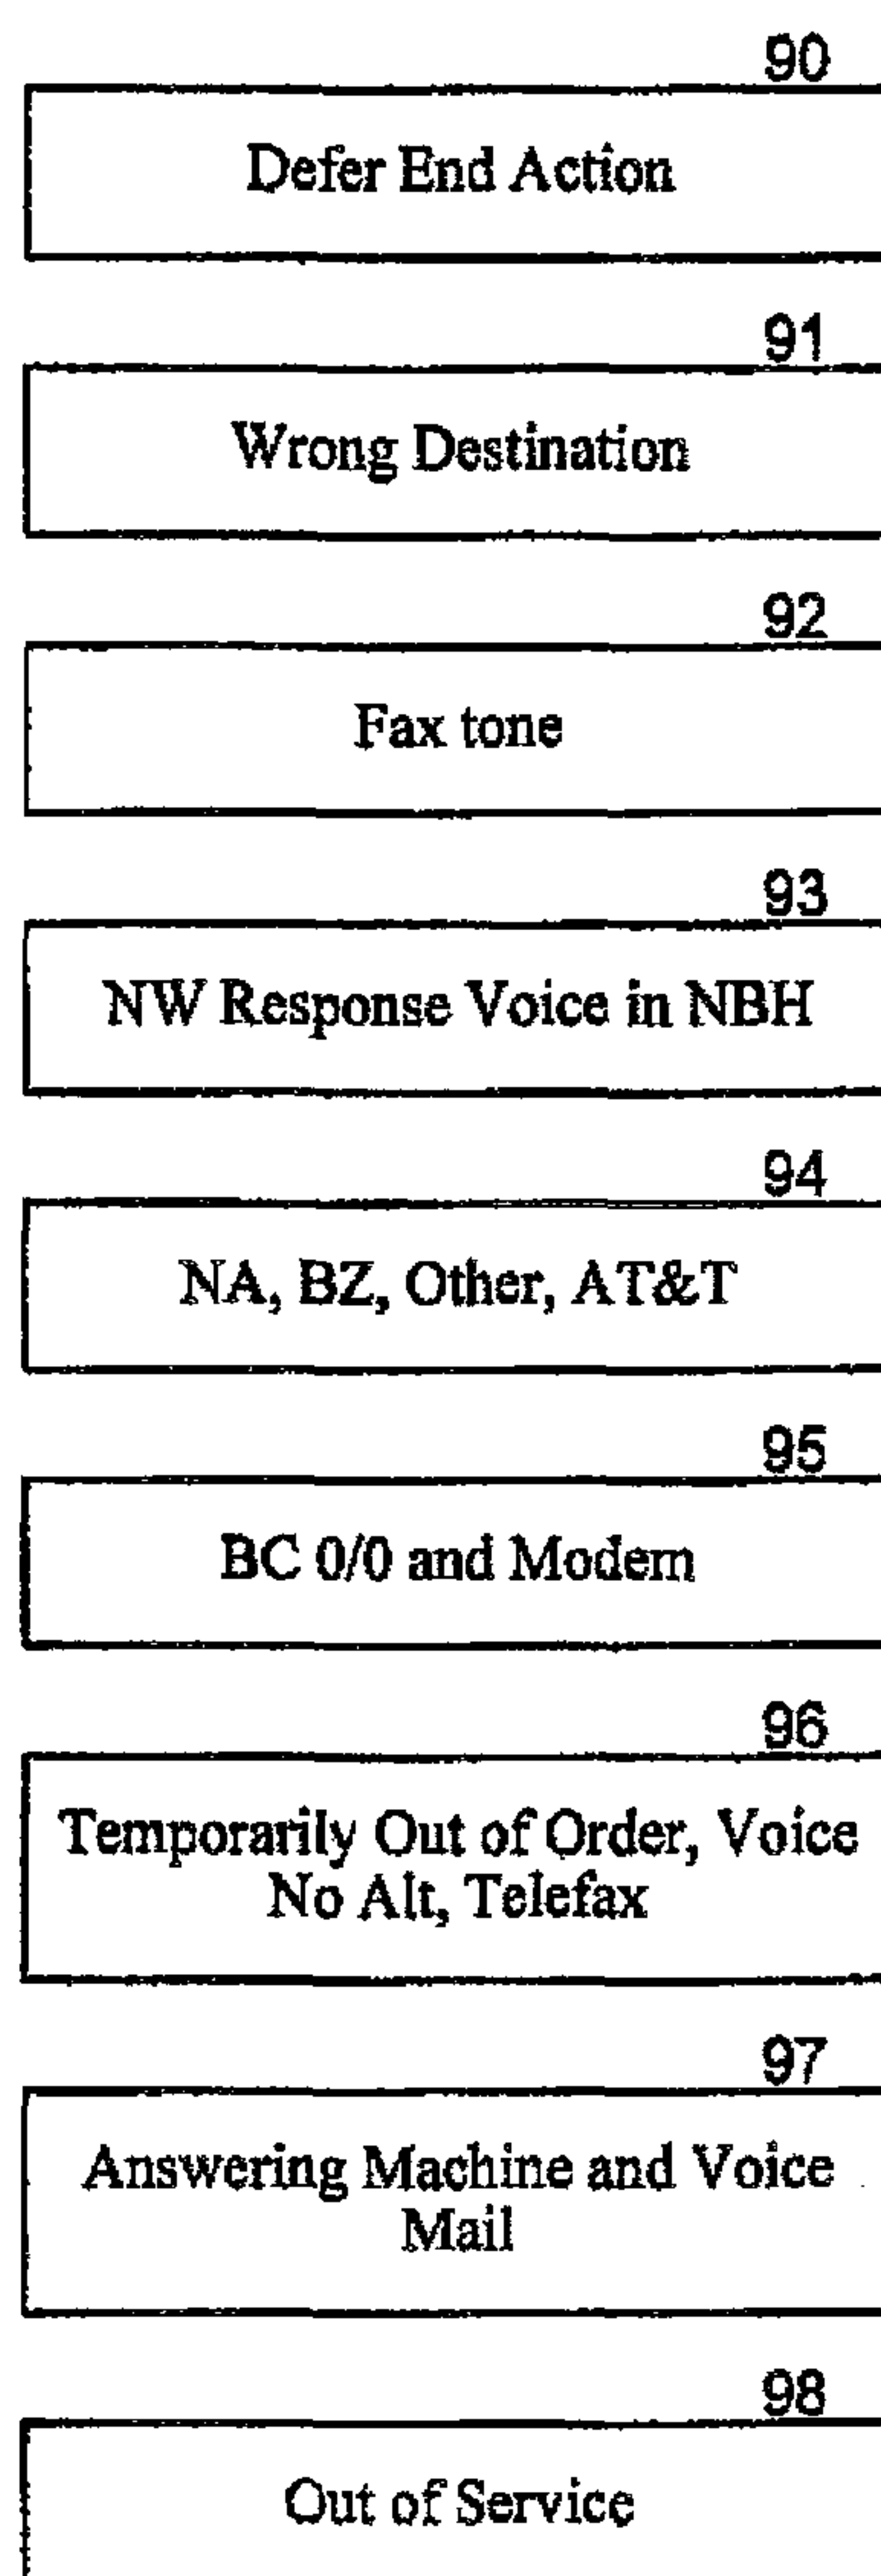 90
Defer End Action
91
Wrong Destination
92
Fax tone
93
NW Response Voice in NBH
94
NA, BZ, Other, AT&T
95
BC 0/0 and Modem
96
Temporarily Out of Order, Voice
No Alt, Telefax
97
Answering Machine and Voice
Mail
98
Out of Service